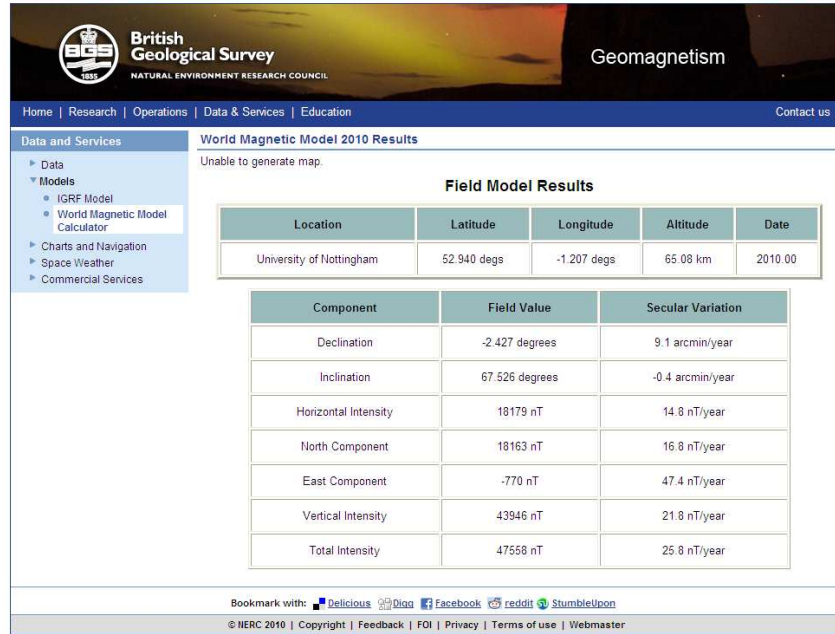 British
Geological Survey
NATURAL ENVIRONMENT RESEARCH COUNCIL
BGS
1835
Geomagnetism
Home | Research | Operations | Data & Services | Education
Contact us
Data and Services
Data
Models
IGRF Model
World Magnetic Model
Calculator
Charts and Navigation
Space Weather
Commercial Services
World Magnetic Model 2010 Results
Unable to generate map.
Field Model Results
Location Latitude Longitude Altitude Date
University of Nottingham 52.940 degs -1.207 degs 65.08 km 2010.00
Component Field Value Secular Variation
Declination -2.427 degrees 9.1 arcmin/year
Inclination 67.526 degrees -0.4 arcmin/year
Horizontal Intensity 18179 nT 14.8 nT/year
North Component 18163 nT 16.8 nT/year
East Component -770 nT 47.4 nT/year
Vertical Intensity 43946 nT 21.8 nT/year
Total Intensity 47558 nT 25.8 nT/year
Bookmark with: Delicious Digg Facebook reddit StumbleUpon
© NERC 2010 | Copyright | Feedback | FOI | Privacy | Terms of use | Webmaster